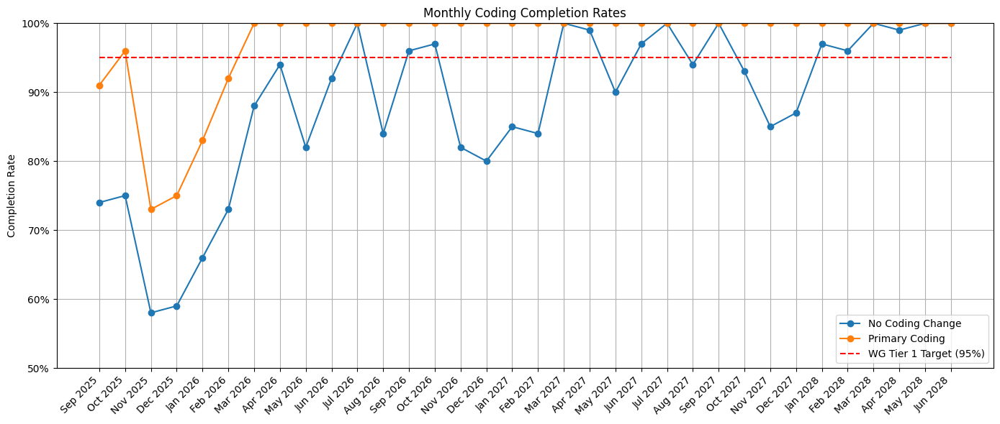 Monthly Coding Completion Rates
Completion Rate
100%
90%
80%
70%
60%
50%
No Coding Change
Primary Coding
WG Tier 1 Target (95%)
Sep 2025
Oct 2025
Nov 2025
Dec 2025
Jan 2026
Feb 2026
Mar 2026
Apr 2026
May 2026
Jun 2026
Jul 2026
Aug 2026
Sep 2026
Oct 2026
Nov 2026
Dec 2026
Jan 2027
Feb 2027
Mar 2027
Apr 2027
May 2027
Jun 2027
Jul 2027
Aug 2027
Sep 2027
Oct 2027
Nov 2027
Dec 2027
Jan 2028
Feb 2028
Mar 2028
Apr 2028
May 2028
Jun 2028